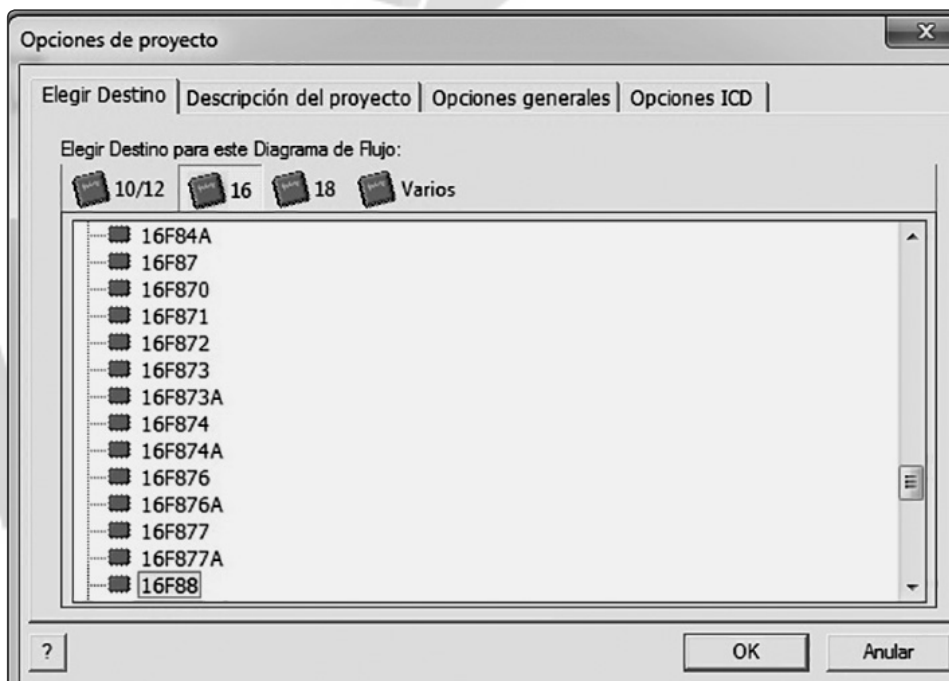 Opciones de proyecto
Elegir Destino Descripción del proyecto Opciones generales Opciones ICD
Elegir Destino para este Diagrama de Flujo:
10/12 16 18 Varios
16F84A
16F87
16F870
16F871
16F872
16F873
16F873A
16F874
16F874A
16F876
16F876A
16F877
16F877A
16F88
? OK Anular